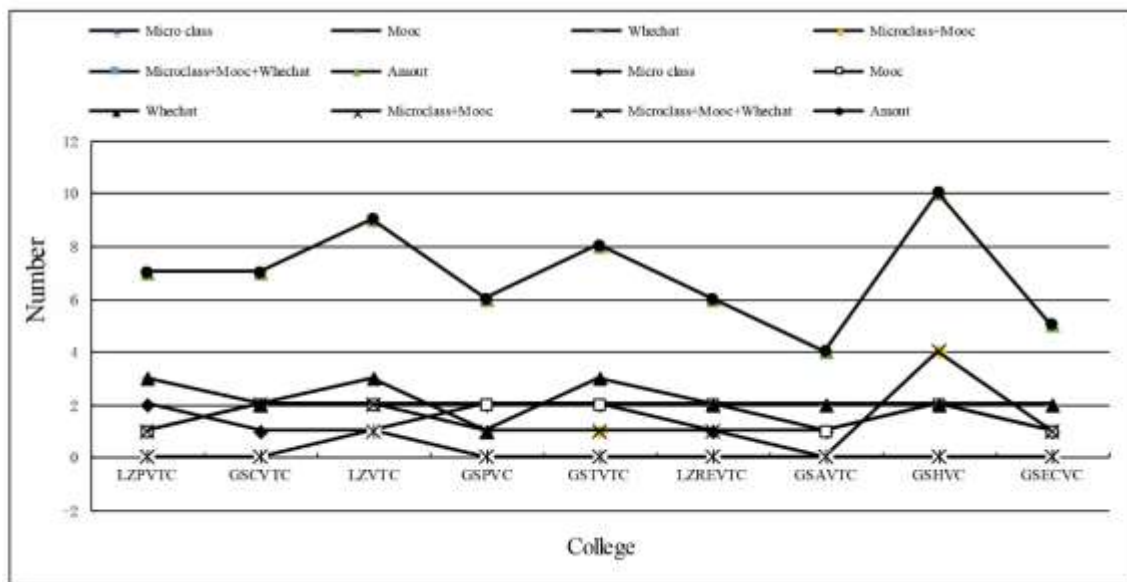 Micro class Mooc Whechat Microclass+Mooc
Microclass+Mooc+Whechat Amout Micro class Mooc
Whechat Microclass+Mooc Microclass+Mooc+Whechat Amout
12
10
8
6
4
2
0
-2
Number
LZPVTC GSCVTC LZVTC GSPVC GSTVTC LZREVTC GSAVTC GSHVC GSECVC
College